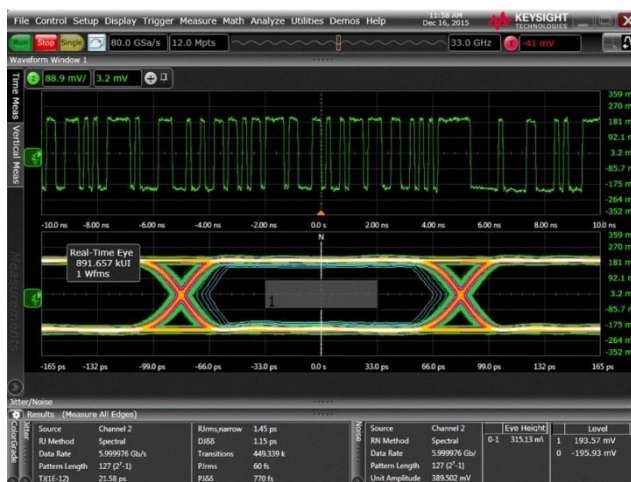 File Control Setup Display Trigger Measure Math Analyze Utilities Demos Help
11:58 AM
Dec 16, 2015
KEYSIGHT
TECHNOLOGIES
Run Stop Single 80.0 GSa/s 12.0 Mpts 33.0 GHz T -41 mV
Waveform Window 1
Time Meas
Vertical Meas
Measurements
2 88.9 mV/ 3.2 mV
359 m
270 m
181 m
92.1 m
3.2 m
-85.7 m
-175 m
-264 m
-352 m
-10.0 ns -8.00 ns -6.00 ns -4.00 ns -2.00 ns 0.0 s 2.00 ns 4.00 ns 6.00 ns 8.00 ns 10.0 ns
N
Real-Time Eye
891.657 kUI
1 Wfms
1
359 m
270 m
181 m
92.1 m
3.2 m
-85.7 m
-175 m
-264 m
-352 m
-165 ps -132 ps -99.0 ps -66.0 ps -33.0 ps 0.0 s 33.0 ps 66.0 ps 99.0 ps 132 ps 165 ps
Jitter/Noise
Results (Measure All Edges)
ColorGrade
Jitter
Source Channel 2
RJ Method Spectral
Data Rate 5.999976 Gb/s
Pattern Length 127 (2⁷-1)
TJ(1E-12) 21.58 ps
RJrms,narrow 1.45 ps
DJδδ 1.15 ps
Transitions 449.339 k
PJrms 60 fs
PJδδ 770 fs
Noise
Source Channel 2
RN Method Spectral
Data Rate 5.999976 Gb/s
Pattern Length 127 (2⁷-1)
Unit Amplitude 389.502 mV
Eye Height
0-1 315.13 m\
Level
1 193.57 mV
0 -195.93 mV